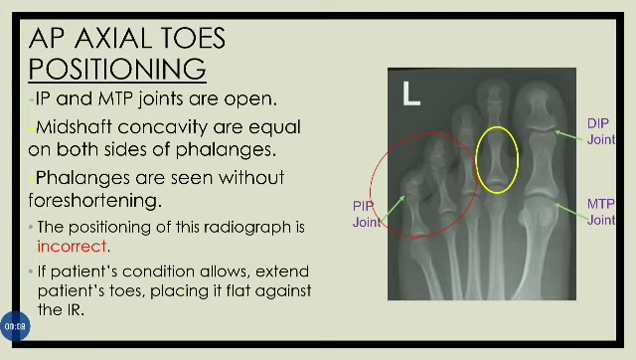 AP AXIAL TOES
POSITIONING
IP and MTP joints are open.
Midshaft concavity are equal
on both sides of phalanges.
Phalanges are seen without
foreshortening.
• The positioning of this radiograph is
incorrect.
• If patient's condition allows, extend
patient's toes, placing it flat against
the IR.
L
DIP
Joint
PIP
Joint
MTP
Joint
00:08